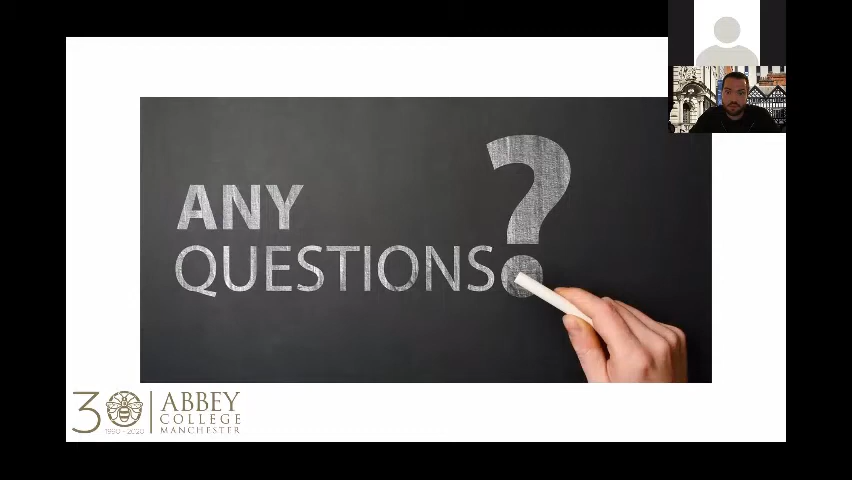 ANY
QUESTIONS?
30
1990 - 2020
ABBEY
COLLEGE
MANCHESTER